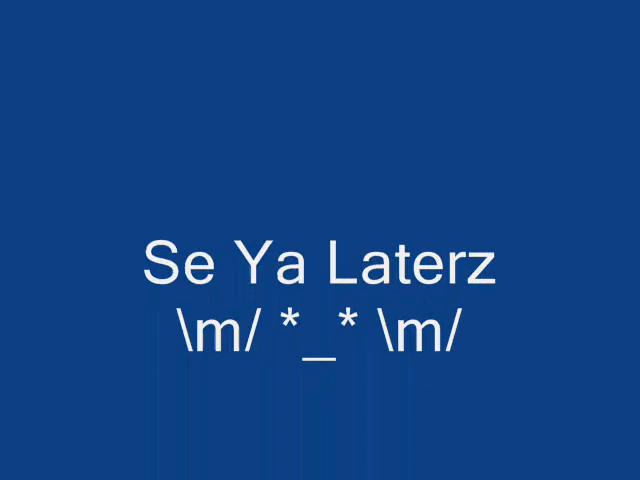 Se Ya Laterz
\m/ *_* \m/